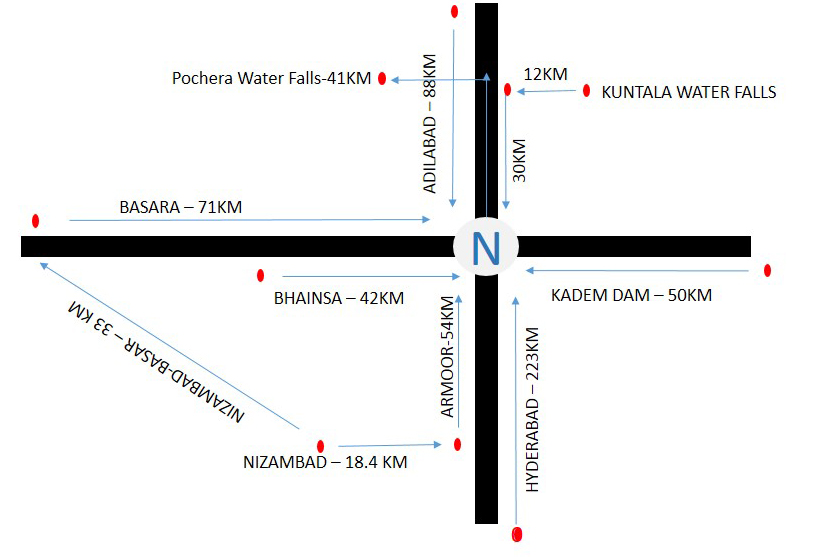 Pochera Water Falls-41KM
ADILABAD – 88KM
12KM
KUNTALA WATER FALLS
30KM
BASARA – 71KM
N
BHAINSA – 42KM
KADEM DAM – 50KM
NIZAMBAD-BASAR – 33 KM
ARMOOR-54KM
HYDERABAD – 223KM
NIZAMBAD – 18.4 KM